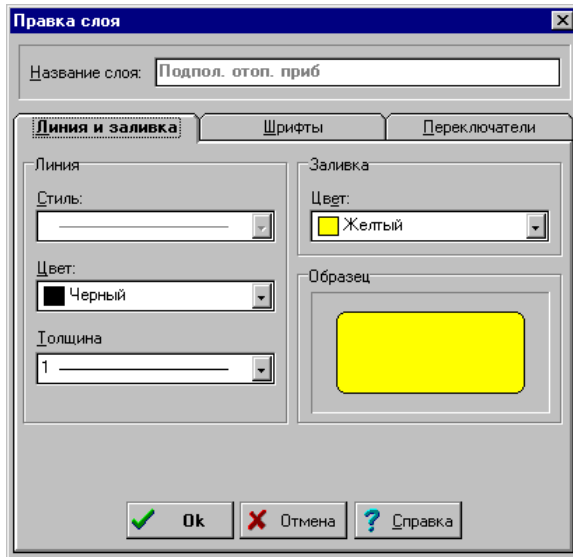 Правка слоя
Название слоя: Подпол. отоп. приб
Линия и заливка Шрифты Переключатели
Линия
Стиль:
Цвет:
Черный
Толщина
1
Заливка
Цвет:
Желтый
Образец
Ok Отмена Справка